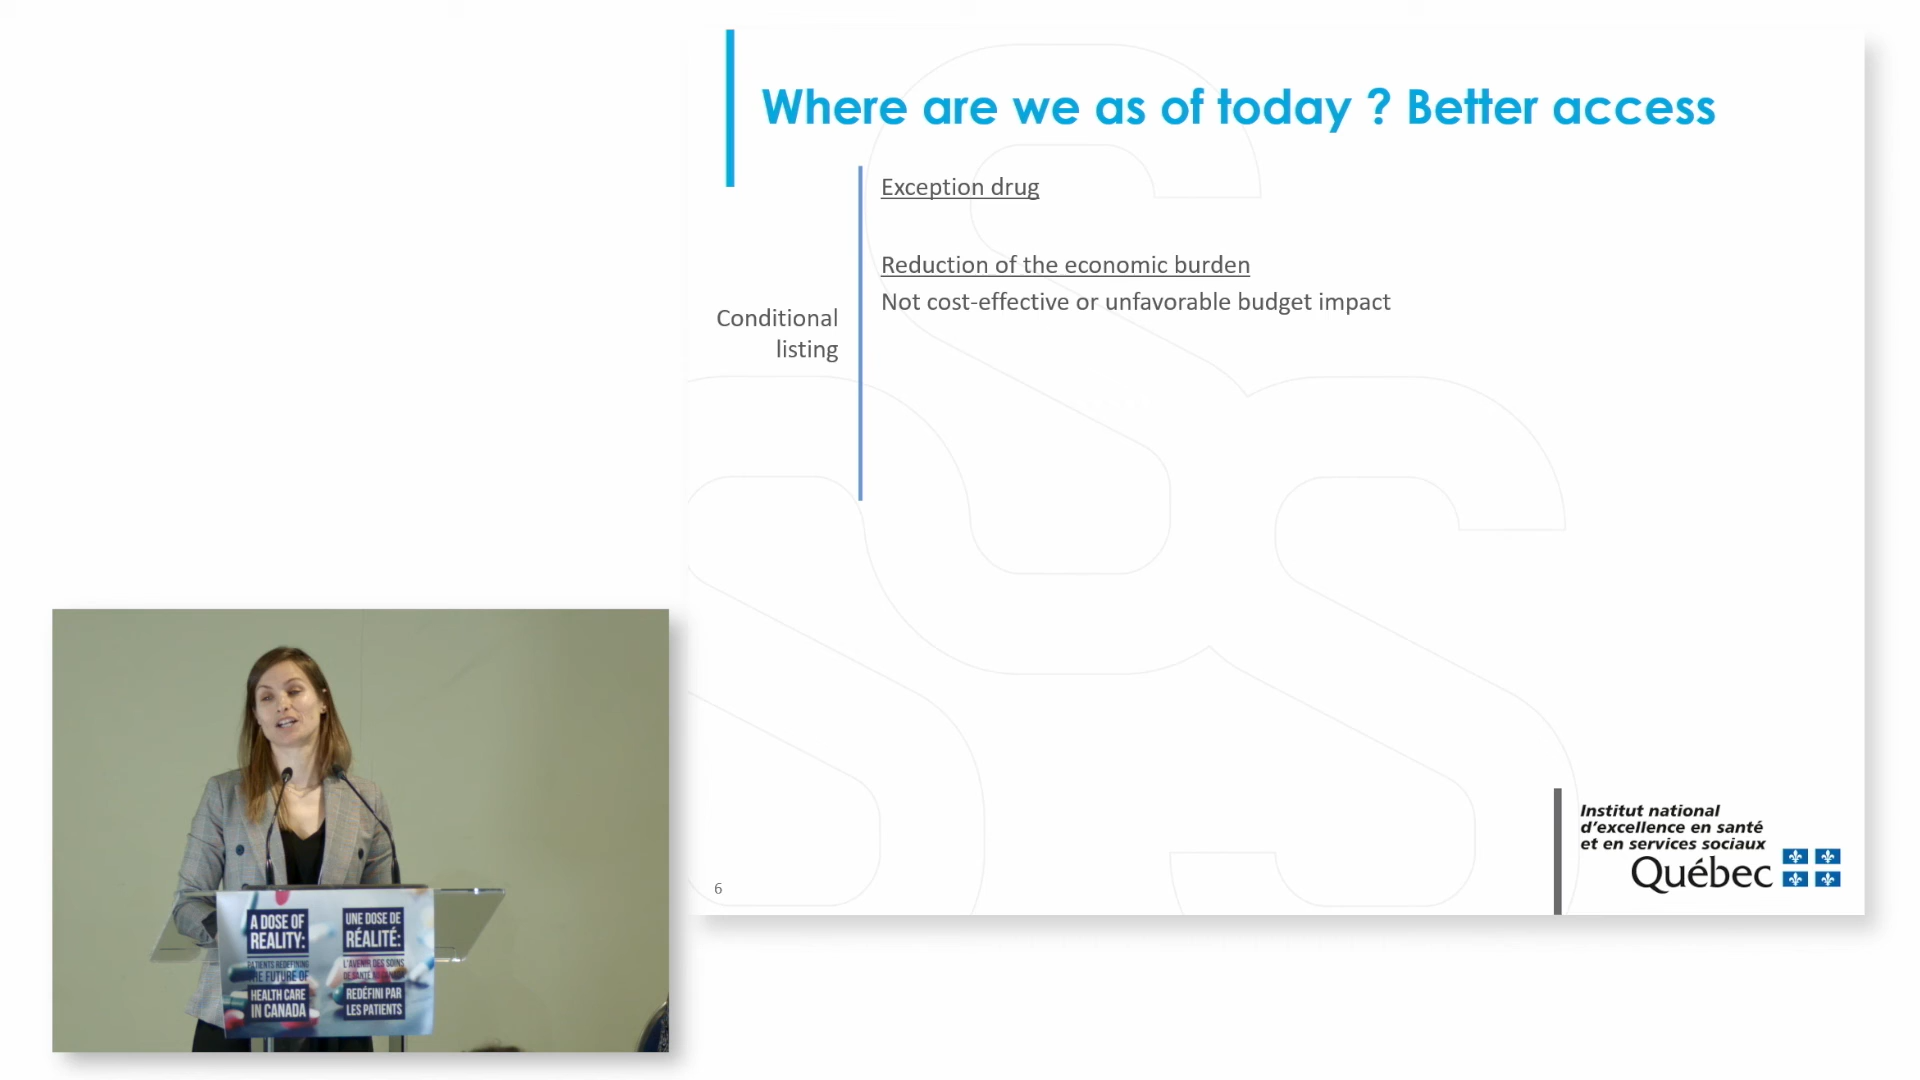 Where are we as of today ? Better access
Exception drug
Reduction of the economic burden
Not cost-effective or unfavorable budget impact
Conditional
listing
6
Institut national
d'excellence en santé
et en services sociaux
Québec
A DOSE OF
REALITY:
PATIENTS REDEFINING
THE FUTURE OF
HEALTH CARE
IN CANADA
UNE DOSE DE
RÉALITÉ:
L'AVENIR DES SOINS
DE SANTÉ AU CANADA
REDÉFINI PAR
LES PATIENTS